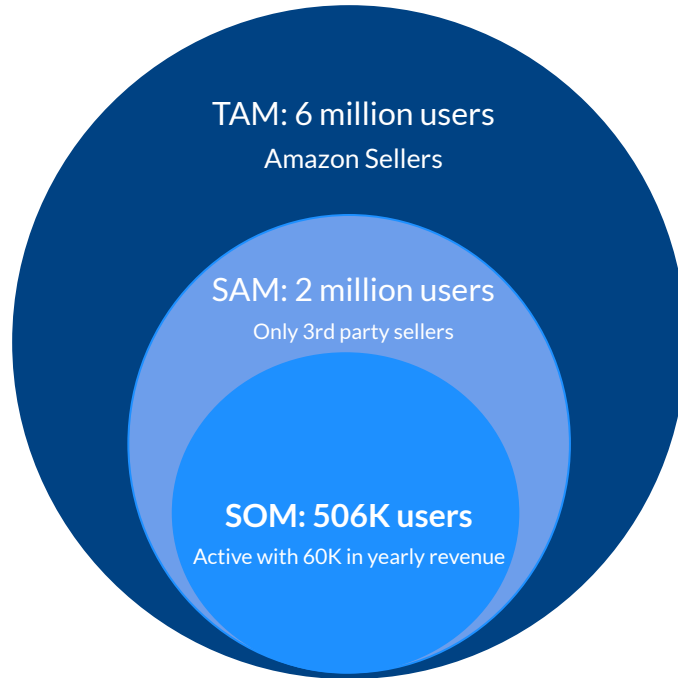 TAM: 6 million users
Amazon Sellers
SAM: 2 million users
Only 3rd party sellers
SOM: 506K users
Active with 60K in yearly revenue